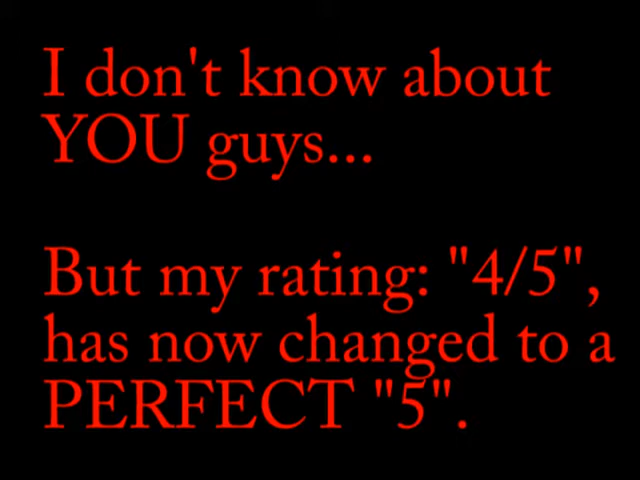 I don't know about
YOU guys...
But my rating: "4/5",
has now changed to a
PERFECT "5".